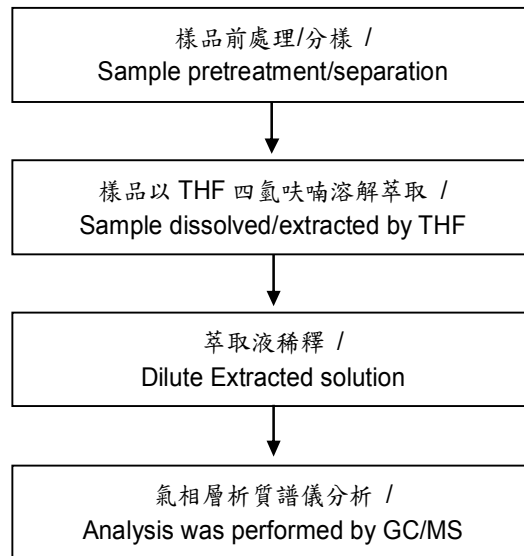 樣品前處理/分樣 /
Sample pretreatment/separation
樣品以 THF 四氫呋喃溶解萃取 /
Sample dissolved/extracted by THF
萃取液稀釋 /
Dilute Extracted solution
氣相層析質譜儀分析 /
Analysis was performed by GC/MS